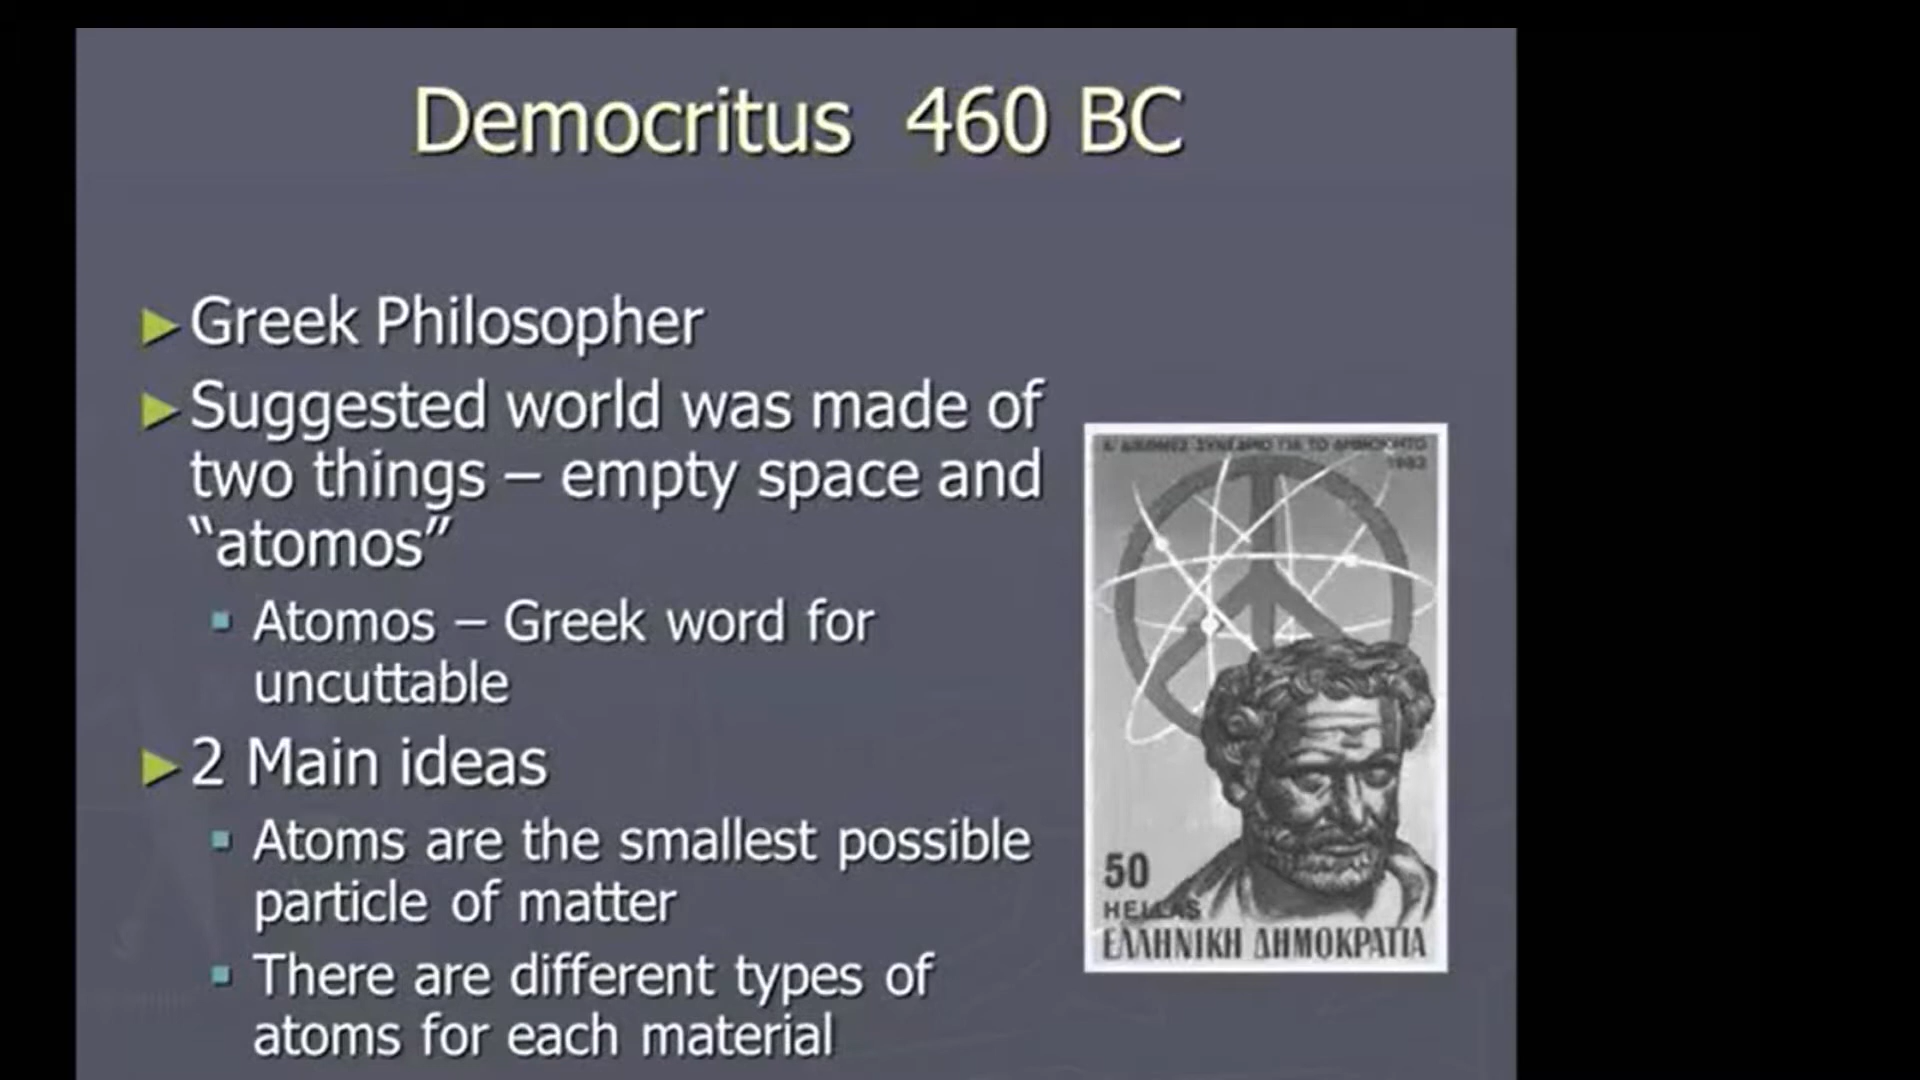 Democritus 460 BC
Greek Philosopher
Suggested world was made of
two things – empty space and
“atomos”
Atomos – Greek word for
uncuttable
2 Main ideas
Atoms are the smallest possible
particle of matter
There are different types of
atoms for each material
1983
50
HELLAS
ΕΛΛΗΝΙΚΗ ΔΗΜΟΚΡΑΤΙΑ